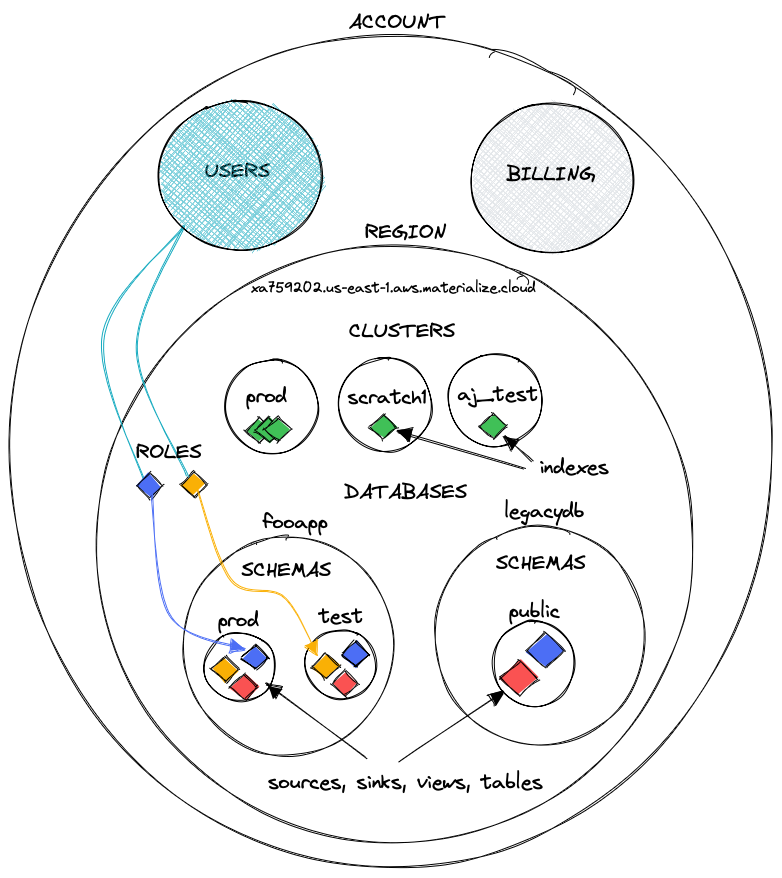 ACCOUNT
USERS
BILLING
REGION
xa759202.us-east-1.aws.materialize.cloud
CLUSTERS
prod
scratch1
aj_test
ROLES
indexes
DATABASES
fooapp
legacydb
SCHEMAS
SCHEMAS
prod
test
public
sources, sinks, views, tables